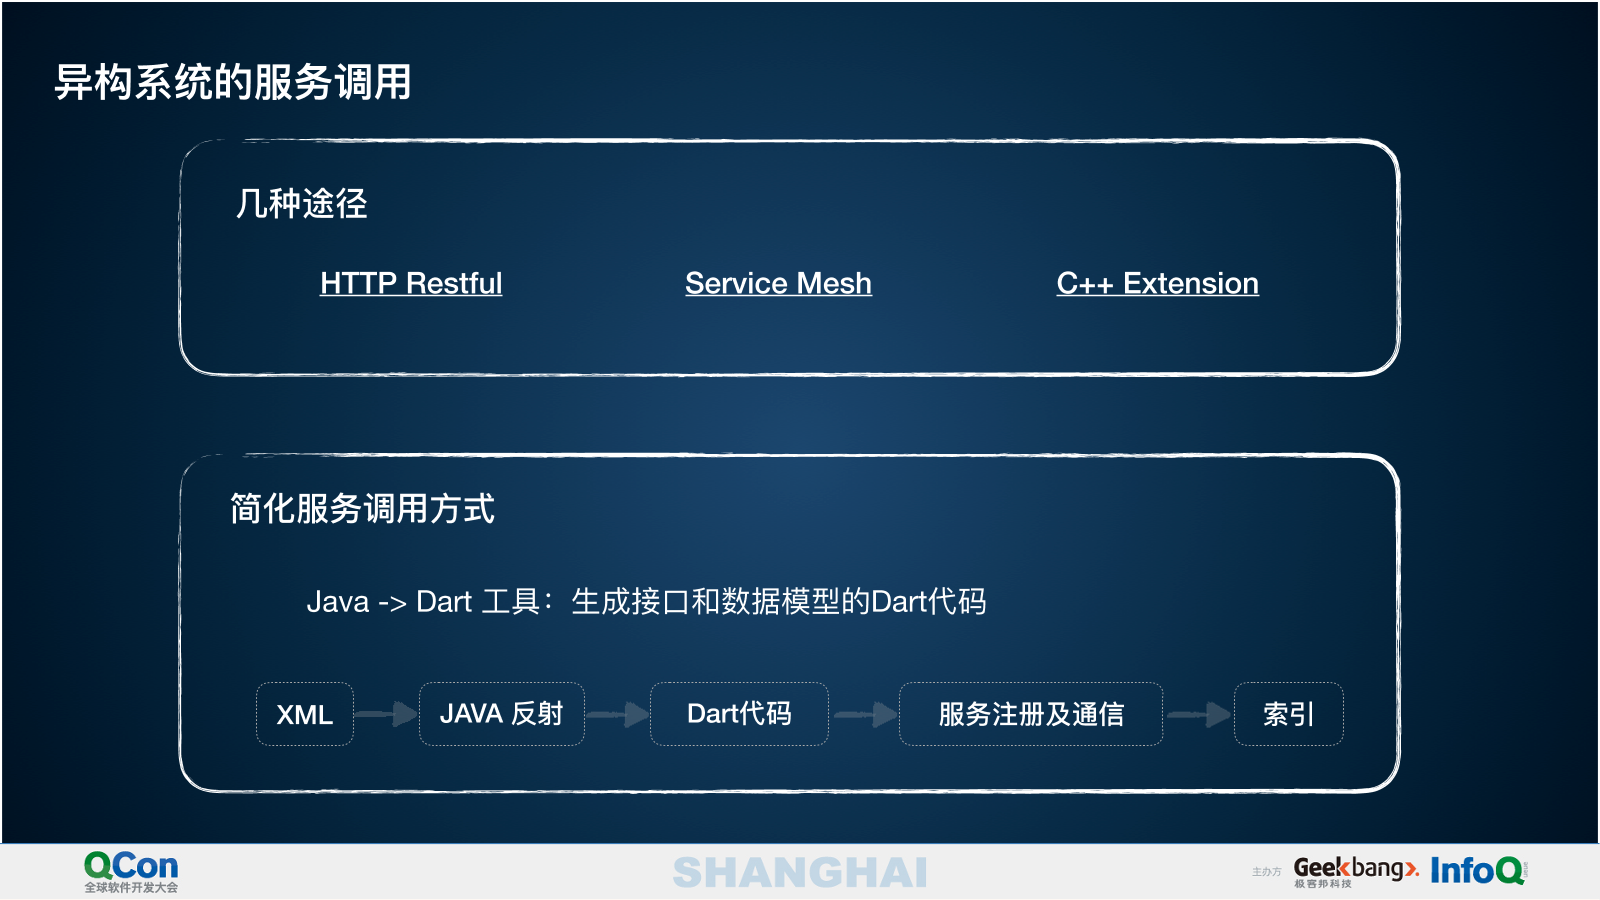 异构系统的服务调用
几种途径
HTTP Restful
Service Mesh
C++ Extension
简化服务调用方式
Java -> Dart 工具：生成接口和数据模型的Dart代码
XML
JAVA 反射
Dart代码
服务注册及通信
索引
QCon
全球软件开发大会
SHANGHAI
主办方
Geekbang>.
极客邦科技
InfoQ